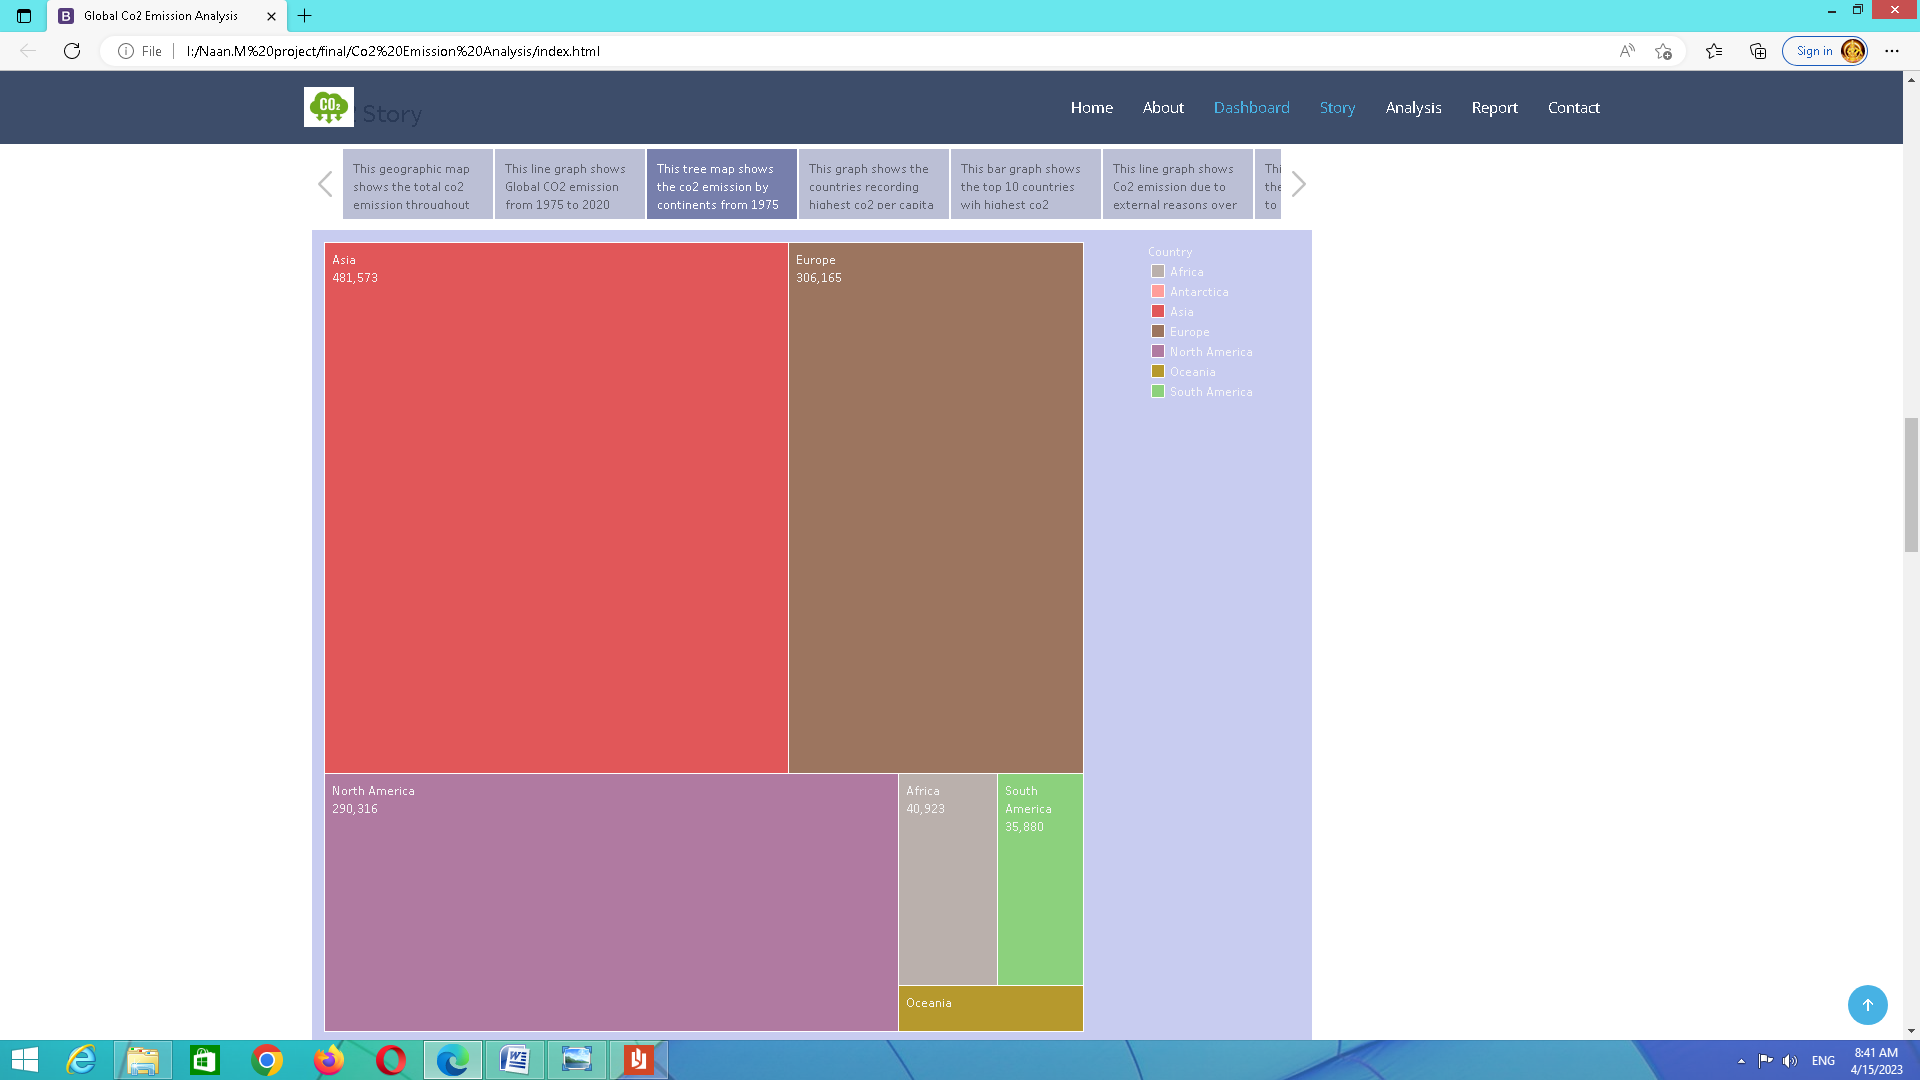 Global Co2 Emission Analysis
File
I:/Naan.M%20project/final/Co2%20Emission%20Analysis/index.html
Sign in
CO2
Story
Home
About
Dashboard
Story
Analysis
Report
Contact
This geographic map
shows the total co2
emission throughout
This line graph shows
Global CO2 emission
from 1975 to 2020
This tree map shows
the co2 emission by
continents from 1975
This graph shows the
countries recording
highest co2 per capita
This bar graph shows
the top 10 countries
wih highest co2
This line graph shows
Co2 emission due to
external reasons over
Thi
the
to
Asia
481,573
Europe
306,165
Country
Africa
Antarctica
Asia
Europe
North America
Oceania
South America
North America
290,316
Africa
40,923
South
America
35,880
Oceania
ENG
8:41 AM
4/15/2023